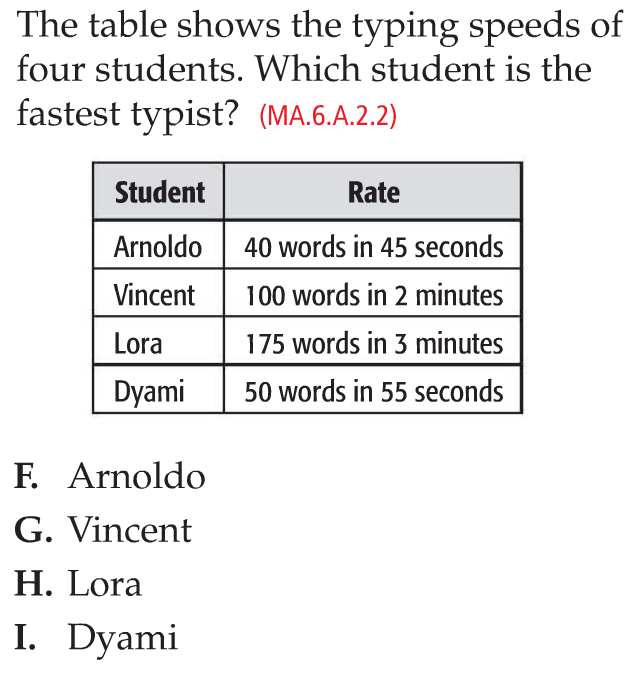 The table shows the typing speeds of
four students. Which student is the
fastest typist? (MA.6.A.2.2)
Student Rate
Arnoldo 40 words in 45 seconds
Vincent 100 words in 2 minutes
Lora 175 words in 3 minutes
Dyami 50 words in 55 seconds
F. Arnoldo
G. Vincent
H. Lora
I. Dyami